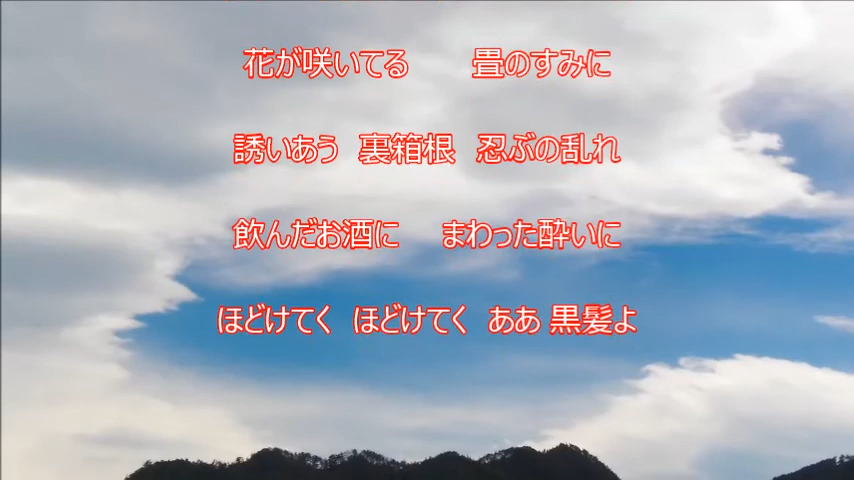 花が咲いてる　　畳のすみに
誘いあう　裏箱根　忍ぶの乱れ
飲んだお酒に　　まわった酔いに
ほどけてく　ほどけてく　ああ 黒髪よ